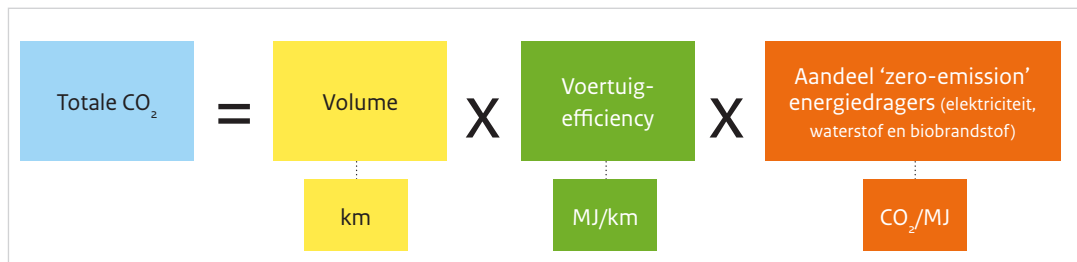 Totale CO₂
=
Volume
X
Voertuig-
efficiency
X
Aandeel ‘zero-emission’
energiedragers (elektriciteit,
waterstof en biobrandstof)
km
MJ/km
CO₂/MJ